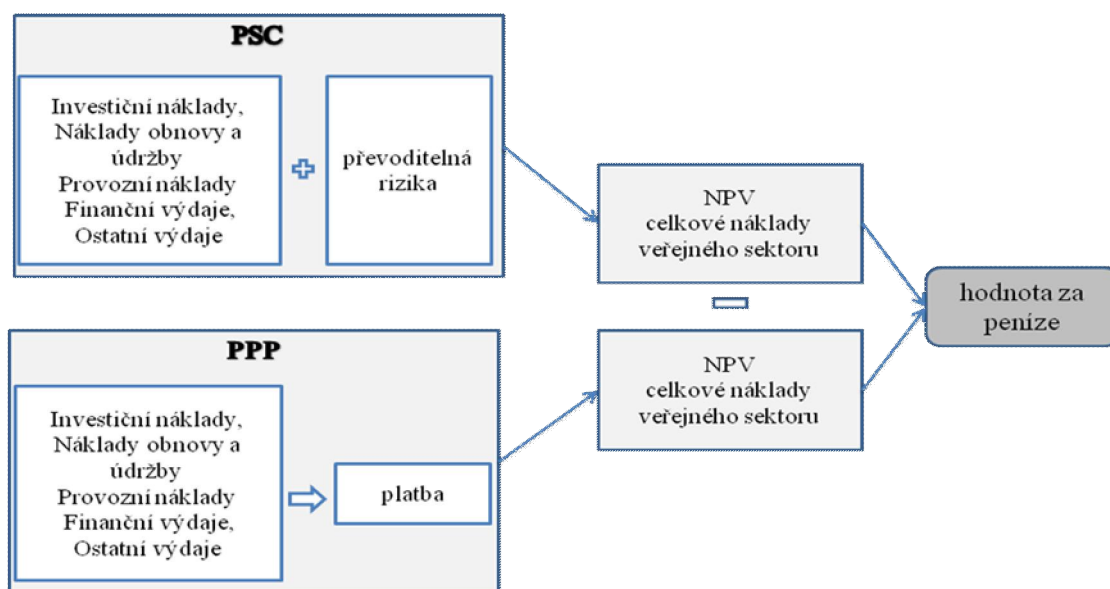 PSC
Investiční náklady,
Náklady obnovy a
údržby
Provozní náklady
Finanční výdaje,
Ostatní výdaje
převoditelná
rizika
NPV
celkové náklady
veřejného sektoru
hodnota za
peníze
PPP
Investiční náklady,
Náklady obnovy a
údržby
Provozní náklady
Finanční výdaje,
Ostatní výdaje
platba
NPV
celkové náklady
veřejného sektoru